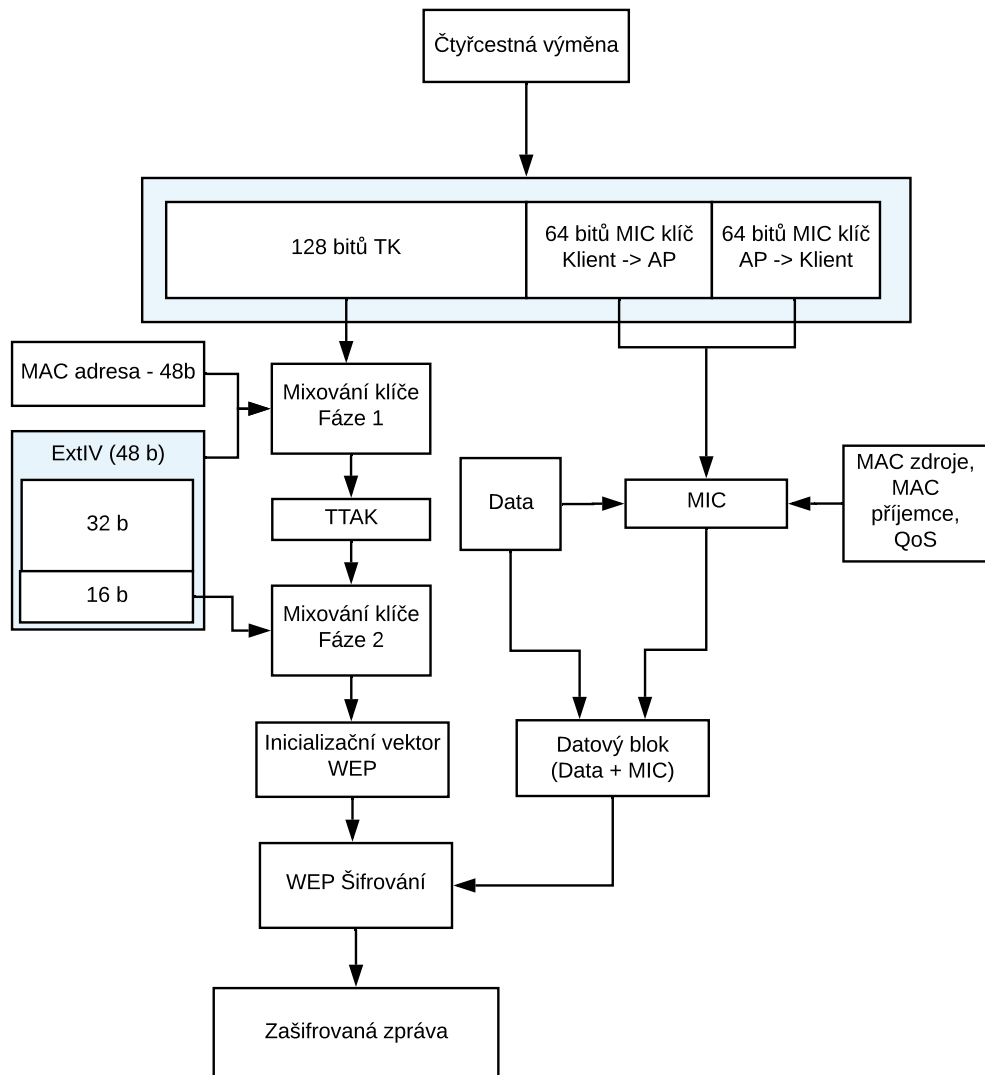 Čtyřcestná výměna
128 bitů TK
64 bitů MIC klíč
Klient -> AP
64 bitů MIC klíč
AP -> Klient
MAC adresa - 48b
Mixování klíče
Fáze 1
ExtIV (48 b)
32 b
16 b
TTAK
Data
MIC
MAC zdroje,
MAC
příjemce,
QoS
Mixování klíče
Fáze 2
Inicializační vektor
WEP
Datový blok
(Data + MIC)
WEP Šifrování
Zašifrovaná zpráva